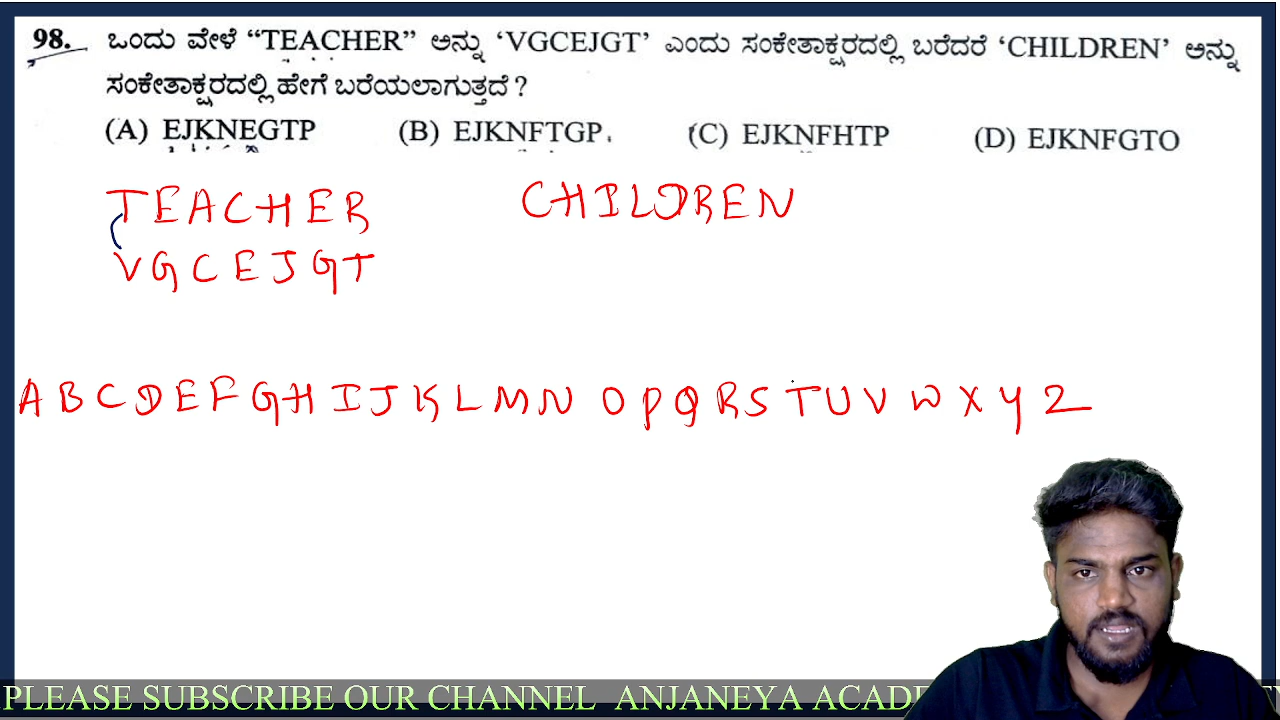 98. ಒಂದು ವೇಳೆ “TEACHER” ಅನ್ನು ‘VGCEJGT’ ಎಂದು ಸಂಕೇತಾಕ್ಷರದಲ್ಲಿ ಬರೆದರೆ ‘CHILDREN’ ಅನ್ನು
ಸಂಕೇತಾಕ್ಷರದಲ್ಲಿ ಹೇಗೆ ಬರೆಯಲಾಗುತ್ತದೆ ?
(A) EJKNEGTP (B) EJKNFTGP (C) EJKNFHTP (D) EJKNFGTO
TEACHER CHILDREN
VGCEJGT
A B C D E F G H I J K L M N O P Q R S T U V W X Y Z
PLEASE SUBSCRIBE OUR CHANNEL ANJANEYA